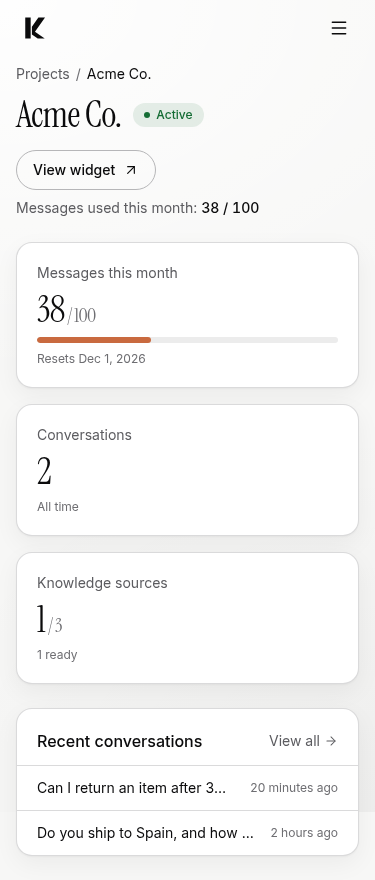 K
Projects / Acme Co.
Acme Co.
Active
View widget
Messages used this month: 38 / 100
Messages this month
38/100
Resets Dec 1, 2026
Conversations
2
All time
Knowledge sources
1/3
1 ready
Recent conversations
View all →
Can I return an item after 3... 20 minutes ago
Do you ship to Spain, and how ... 2 hours ago